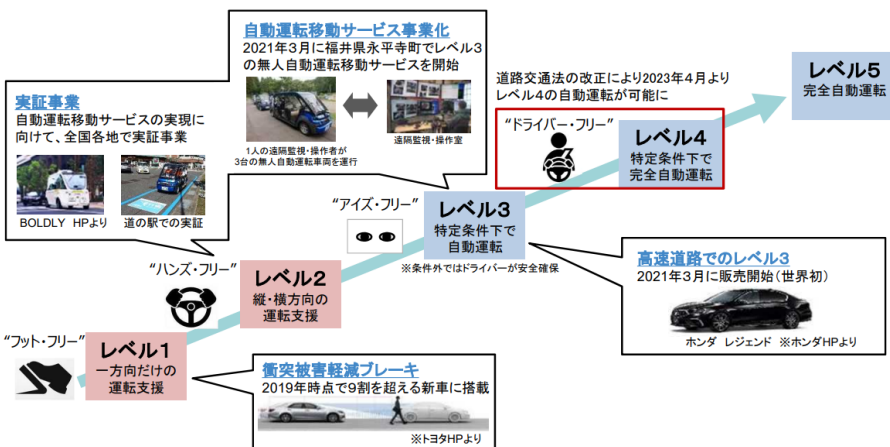 自動運転移動サービス事業化
2021年3月に福井県永平寺町でレベル3
の無人自動運転移動サービスを開始
1人の遠隔監視・操作者が
3台の無人自動運転車両を運行
遠隔監視・操作室
実証事業
自動運転移動サービスの実現に
向けて、全国各地で実証事業
BOLDLY HPより
道の駅での実証
道路交通法の改正により2023年4月より
レベル4の自動運転が可能に
レベル5
完全自動運転
“ドライバー・フリー”
レベル4
特定条件下で
完全自動運転
“アイズ・フリー”
レベル3
特定条件下で
自動運転
※条件外ではドライバーが安全確保
高速道路でのレベル3
2021年3月に販売開始(世界初)
ホンダ レジェンド ※ホンダHPより
“ハンズ・フリー”
レベル2
縦・横方向の
運転支援
“フット・フリー”
レベル1
一方向だけの
運転支援
衝突被害軽減ブレーキ
2019年時点で9割を超える新車に搭載
※トヨタHPより